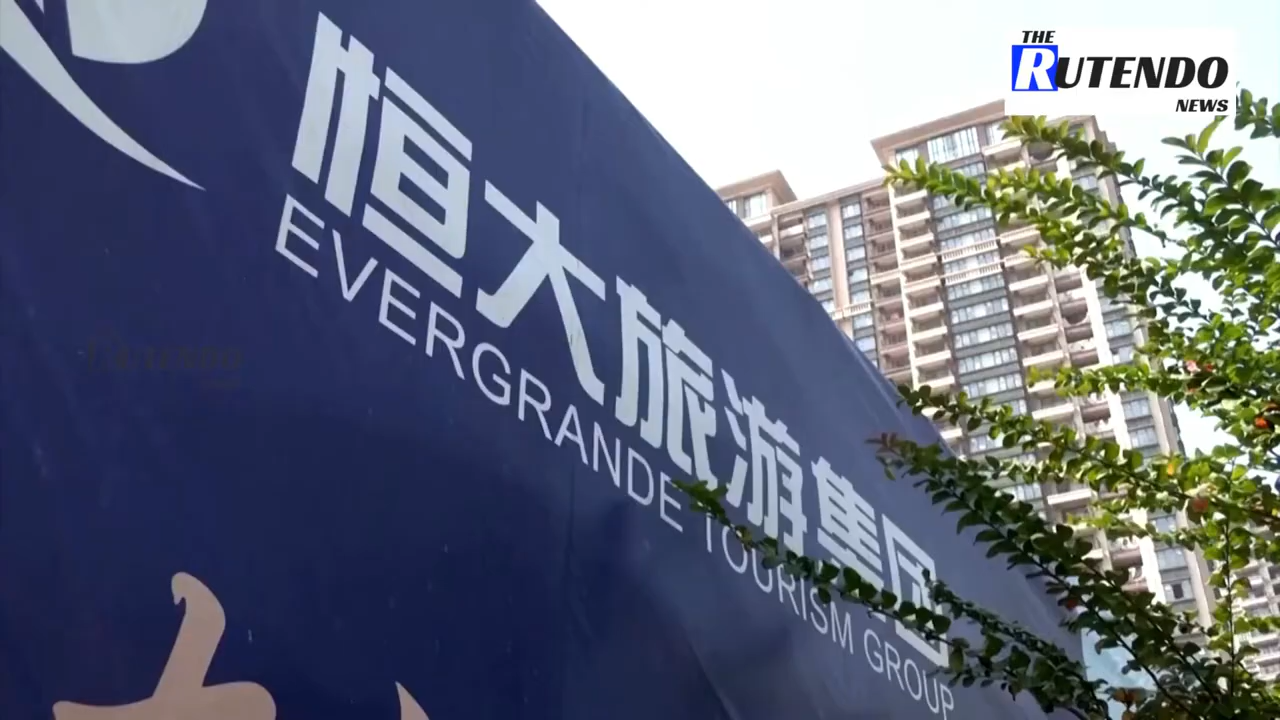 THE
RUTENDO
NEWS
恒大旅游集团
EVERGRANDE TOURISM GROUP